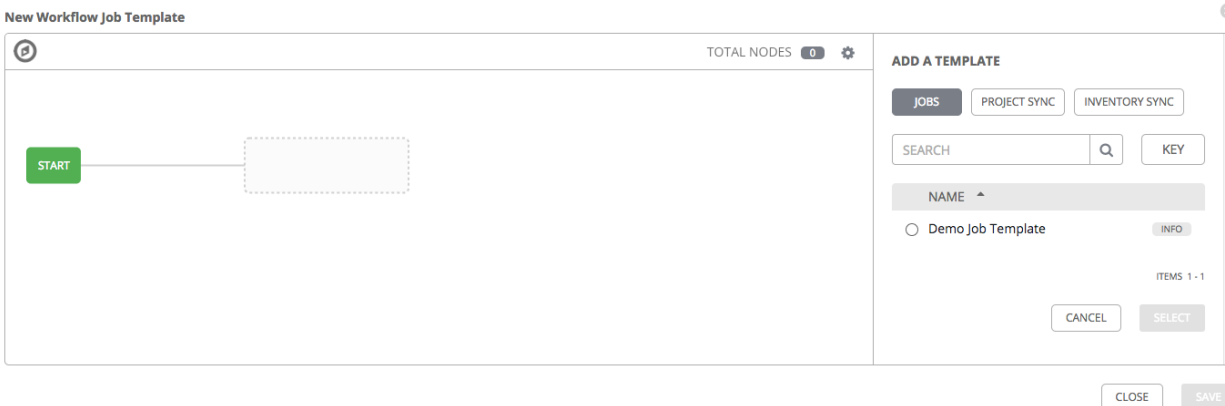 New Workflow Job Template
TOTAL NODES 0
ADD A TEMPLATE
JOBS PROJECT SYNC INVENTORY SYNC
START
SEARCH KEY
NAME
Demo Job Template INFO
ITEMS 1 - 1
CANCEL SELECT
CLOSE SAVE